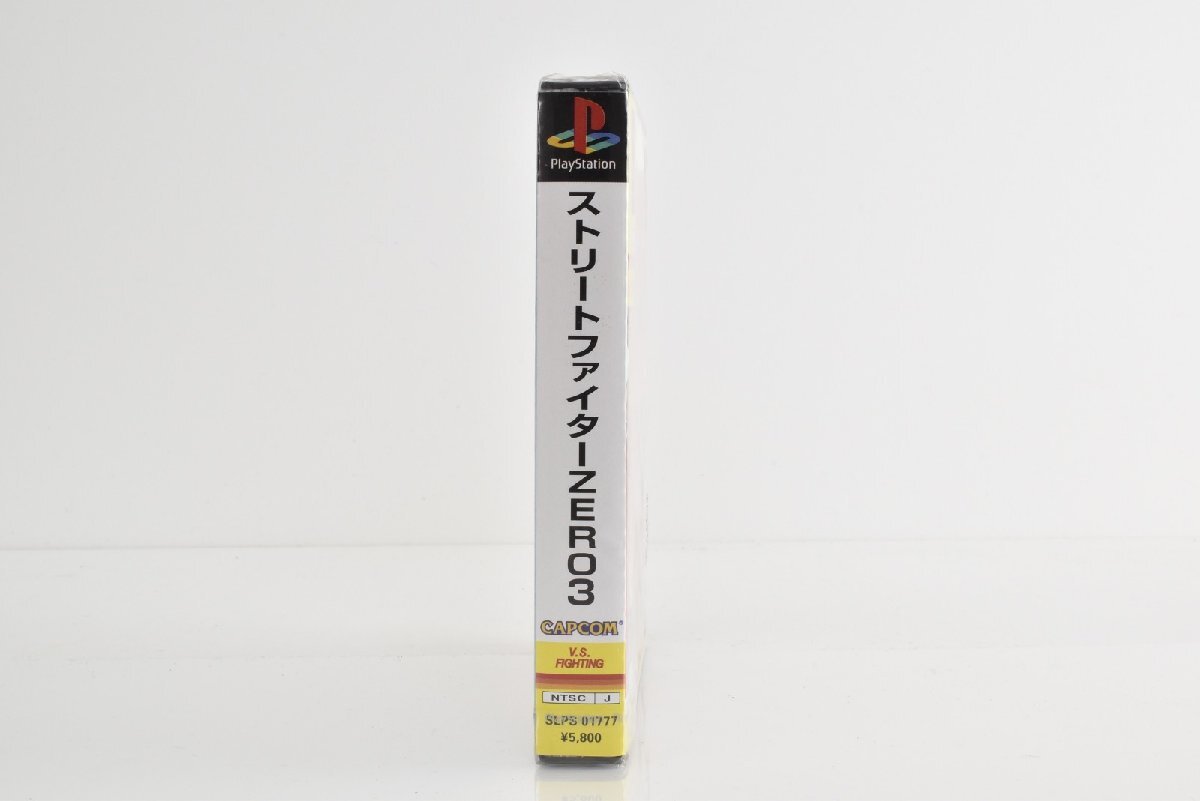 PlayStation
ストリートファイターZERO3
CAPCOM
V.S.
FIGHTING
NTSC J
SLPS 01777
¥5,800